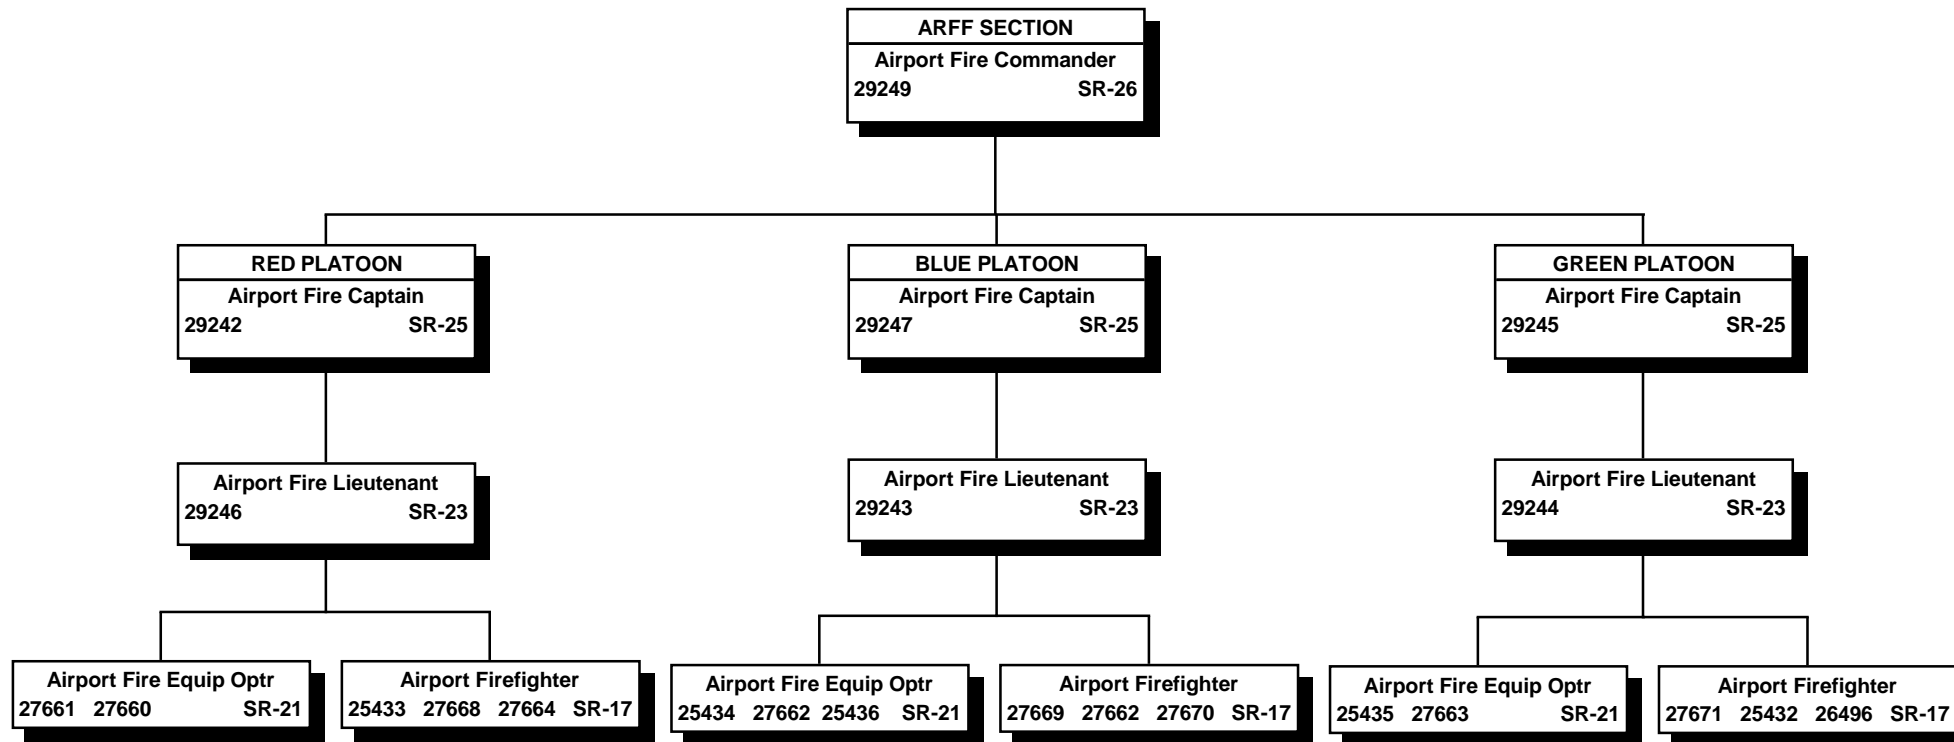 ARFF SECTION
Airport Fire Commander
29249 SR-26
RED PLATOON
Airport Fire Captain
29242 SR-25
BLUE PLATOON
Airport Fire Captain
29247 SR-25
GREEN PLATOON
Airport Fire Captain
29245 SR-25
Airport Fire Lieutenant
29246 SR-23
Airport Fire Lieutenant
29243 SR-23
Airport Fire Lieutenant
29244 SR-23
Airport Fire Equip Optr
27661 27660 SR-21
Airport Firefighter
25433 27668 27664 SR-17
Airport Fire Equip Optr
25434 27662 25436 SR-21
Airport Firefighter
27669 27662 27670 SR-17
Airport Fire Equip Optr
25435 27663 SR-21
Airport Firefighter
27671 25432 26496 SR-17